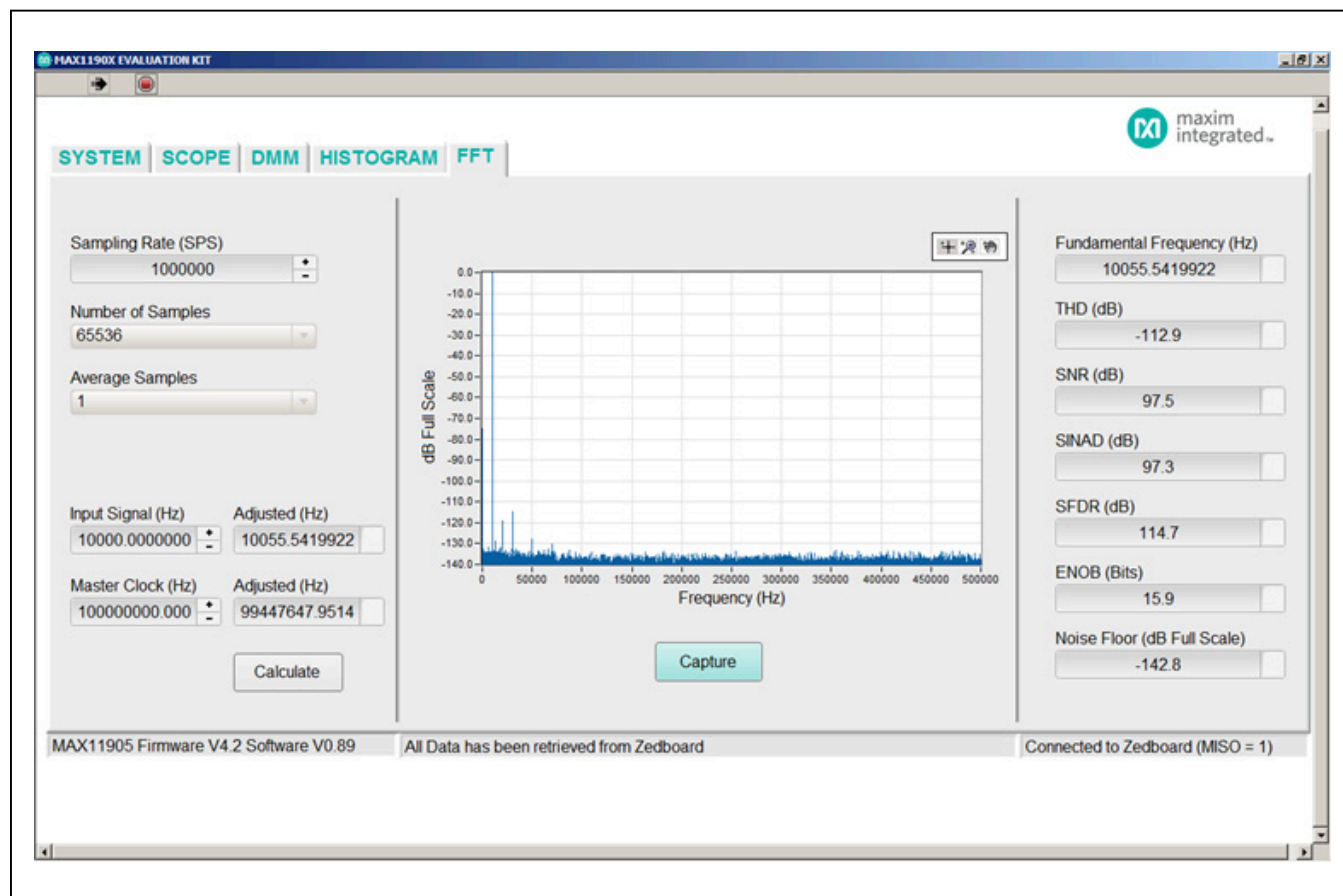 MAX1190X EVALUATION KIT
maxim
integrated™
SYSTEM SCOPE DMM HISTOGRAM FFT
Sampling Rate (SPS)
1000000
Number of Samples
65536
Average Samples
1
Input Signal (Hz) Adjusted (Hz)
10000.0000000 10055.5419922
Master Clock (Hz) Adjusted (Hz)
100000000.000 99447647.9514
Calculate
dB Full Scale
0.0
-10.0
-20.0
-30.0
-40.0
-50.0
-60.0
-70.0
-80.0
-90.0
-100.0
-110.0
-120.0
-130.0
-140.0
0 50000 100000 150000 200000 250000 300000 350000 400000 450000 500000
Frequency (Hz)
Capture
Fundamental Frequency (Hz)
10055.5419922
THD (dB)
-112.9
SNR (dB)
97.5
SINAD (dB)
97.3
SFDR (dB)
114.7
ENOB (Bits)
15.9
Noise Floor (dB Full Scale)
-142.8
MAX11905 Firmware V4.2 Software V0.89
All Data has been retrieved from Zedboard
Connected to Zedboard (MISO = 1)